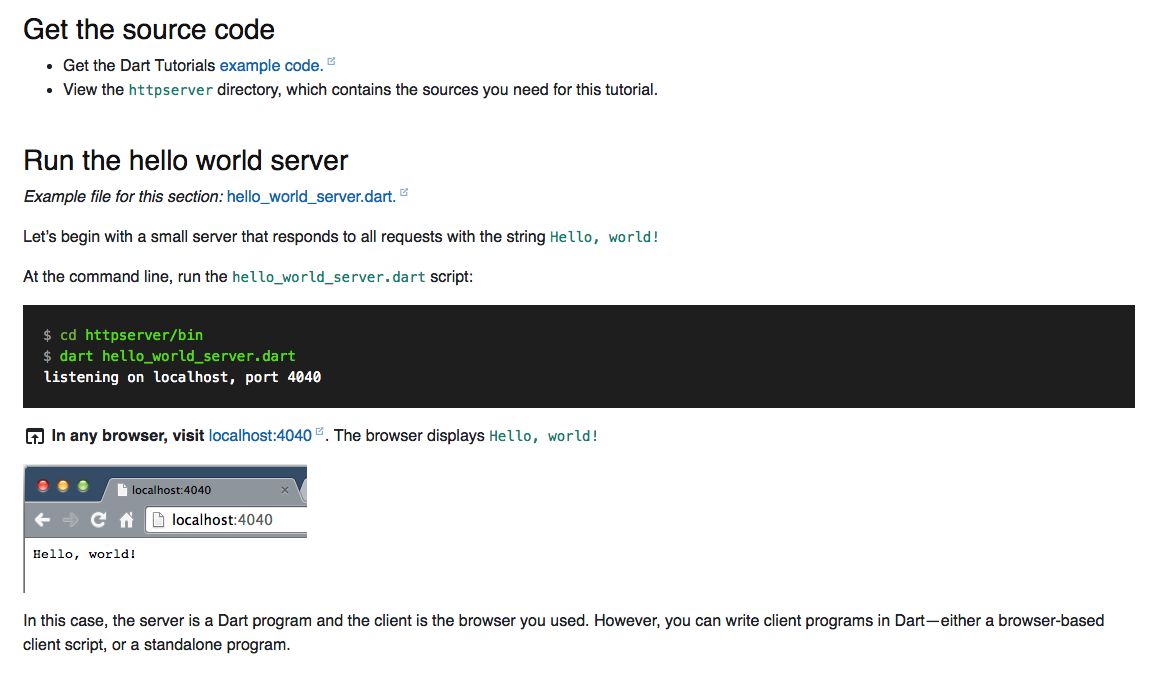 Get the source code
• Get the Dart Tutorials example code.
• View the httpserver directory, which contains the sources you need for this tutorial.
Run the hello world server
Example file for this section: hello_world_server.dart.
Let’s begin with a small server that responds to all requests with the string Hello, world!
At the command line, run the hello_world_server.dart script:
$ cd httpserver/bin
$ dart hello_world_server.dart
listening on localhost, port 4040
In any browser, visit localhost:4040. The browser displays Hello, world!
localhost:4040 ×
localhost:4040
Hello, world!
In this case, the server is a Dart program and the client is the browser you used. However, you can write client programs in Dart—either a browser-based
client script, or a standalone program.